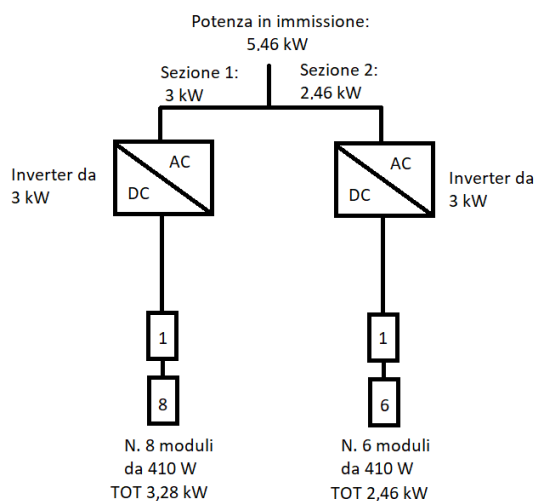 Potenza in immissione:
5,46 kW
Sezione 1:
3 kW
Sezione 2:
2,46 kW
Inverter da
3 kW
AC
DC
AC
DC
Inverter da
3 kW
1
8
1
6
N. 8 moduli
da 410 W
TOT 3,28 kW
N. 6 moduli
da 410 W
TOT 2,46 kW